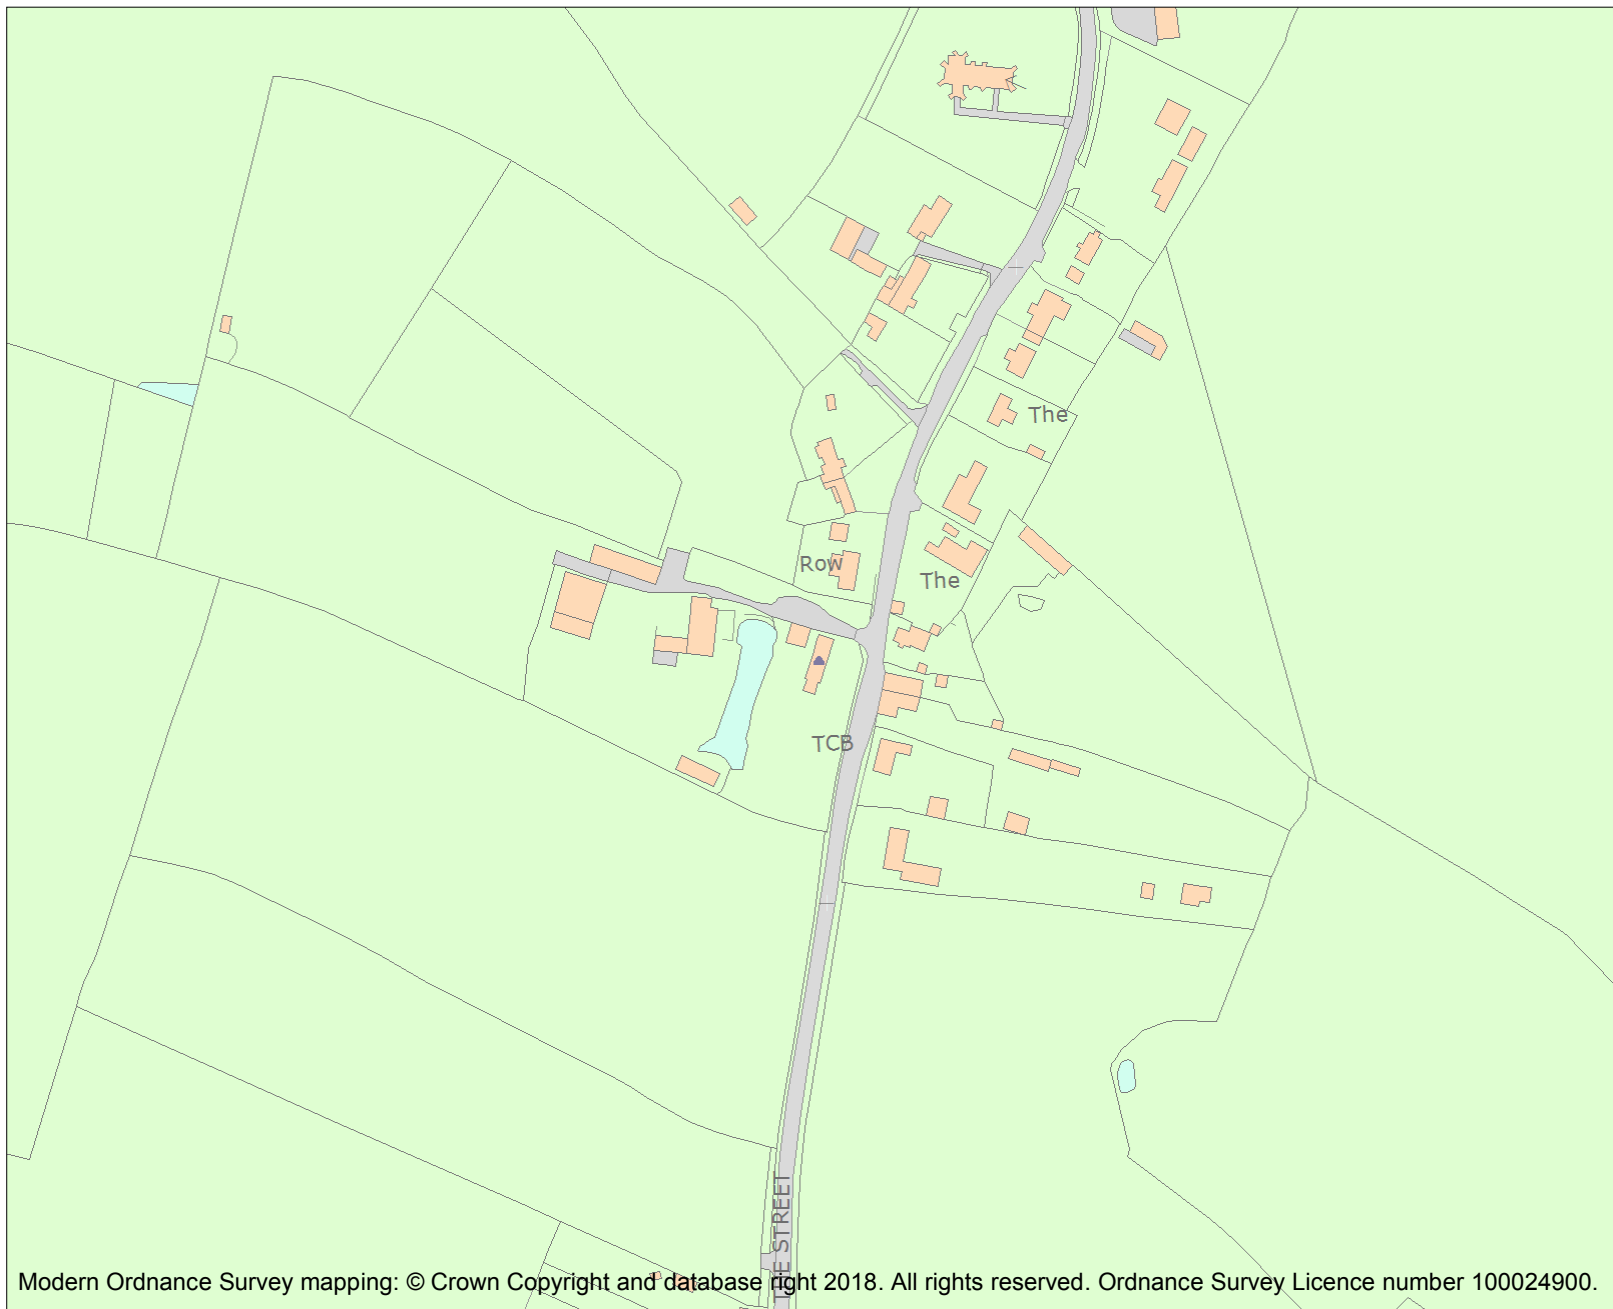 The
Row
The
TCB
THE STREET
Modern Ordnance Survey mapping: © Crown Copyright and database right 2018. All rights reserved. Ordnance Survey Licence number 100024900.